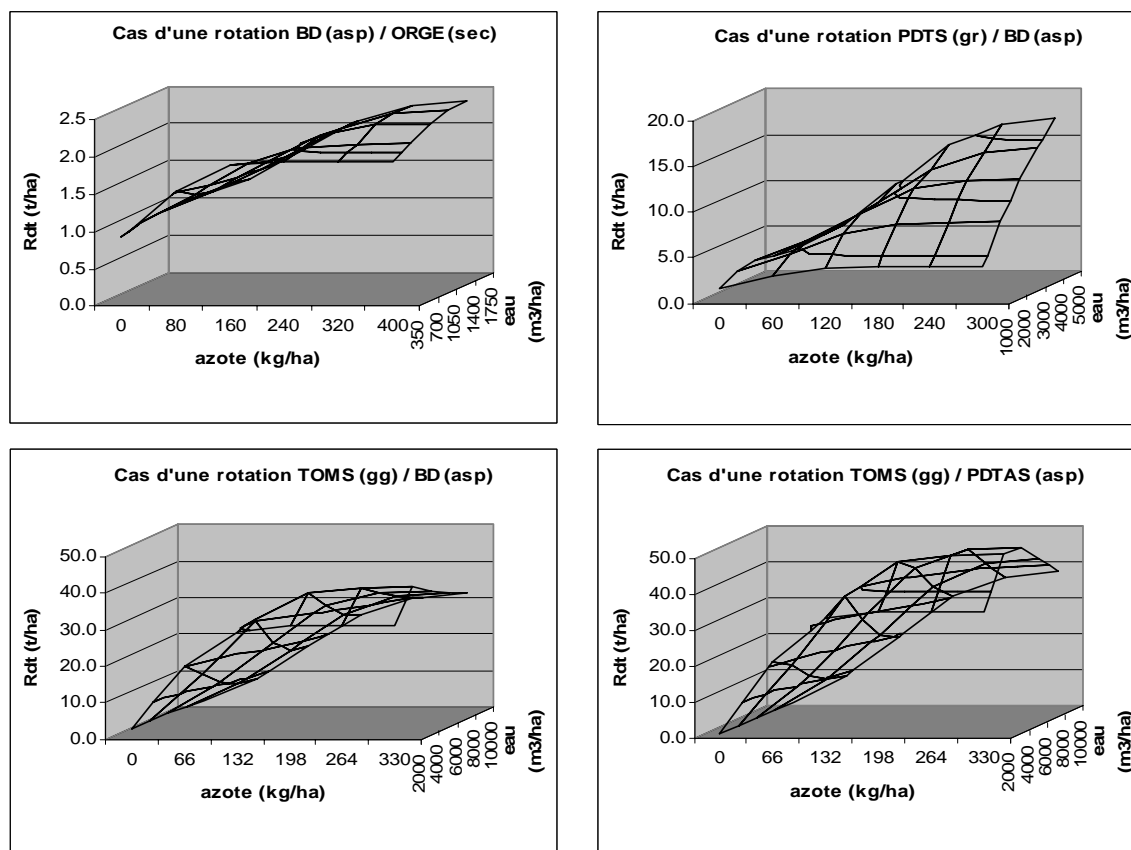 Cas d'une rotation BD (asp) / ORGE (sec)
2.5
2.0
1.5
1.0
0.5
0.0
Rdt (t/ha)
0 80 160 240 320 400
azote (kg/ha)
350
700
1050
1400
1750
eau
(m3/ha)
Cas d'une rotation PDTS (gr) / BD (asp)
20.0
15.0
10.0
5.0
0.0
Rdt (t/ha)
0 60 120 180 240 300
azote (kg/ha)
1000
2000
3000
4000
5000
eau
(m3/ha)
Cas d'une rotation TOMS (gg) / BD (asp)
50.0
40.0
30.0
20.0
10.0
0.0
Rdt (t/ha)
0 66 132 198 264 330
azote (kg/ha)
2000
4000
6000
8000
10000
eau
(m3/ha)
Cas d'une rotation TOMS (gg) / PDTAS (asp)
50.0
40.0
30.0
20.0
10.0
0.0
Rdt (t/ha)
0 66 132 198 264 330
azote (kg/ha)
2000
4000
6000
8000
10000
eau
(m3/ha)